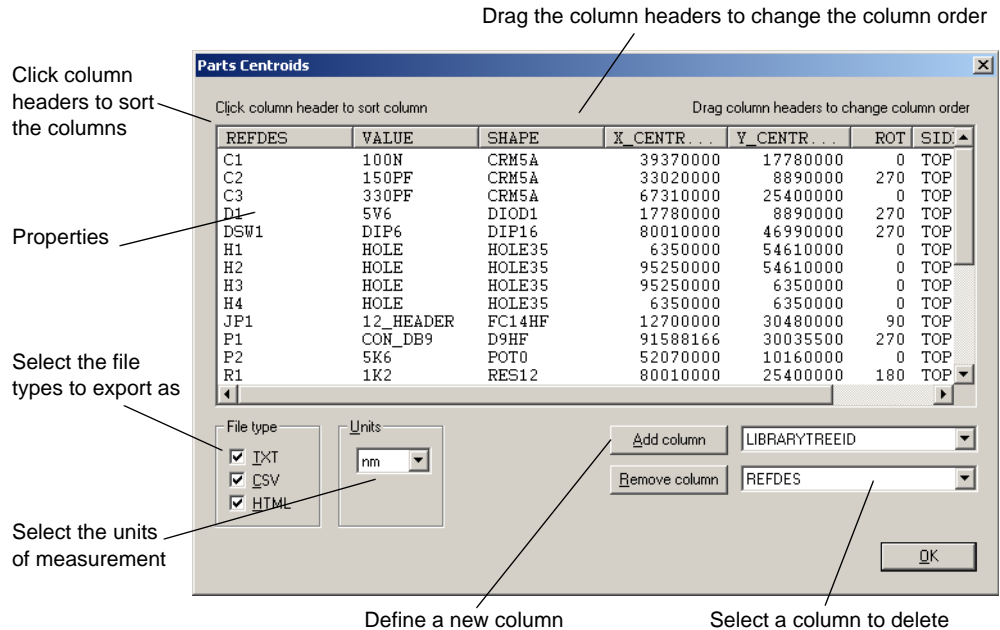 Drag the column headers to change the column order
Parts Centroids
Click column
headers to sort
the columns
Click column header to sort column
Drag column headers to change column order
REFDES VALUE SHAPE X_CENTR... Y_CENTR... ROT SID
C1 100N CRM5A 39370000 17780000 0 TOP
C2 150PF CRM5A 33020000 8890000 270 TOP
C3 330PF CRM5A 67310000 25400000 0 TOP
D1 5V6 DIOD1 17780000 8890000 270 TOP
DSW1 DIP6 DIP16 80010000 46990000 270 TOP
H1 HOLE HOLE35 6350000 54610000 0 TOP
H2 HOLE HOLE35 95250000 54610000 0 TOP
H3 HOLE HOLE35 95250000 6350000 0 TOP
H4 HOLE HOLE35 6350000 6350000 0 TOP
JP1 12_HEADER FC14HF 12700000 30480000 90 TOP
P1 CON_DB9 D9HF 91588166 30035500 270 TOP
P2 5K6 POT0 52070000 10160000 0 TOP
R1 1K2 RES12 80010000 25400000 180 TOP
Properties
Select the file
types to export as
File type
TXT
CSV
HTML
Units
nm
Add column LIBRARYTREEID
Remove column REFDES
Select the units
of measurement
OK
Define a new column
Select a column to delete